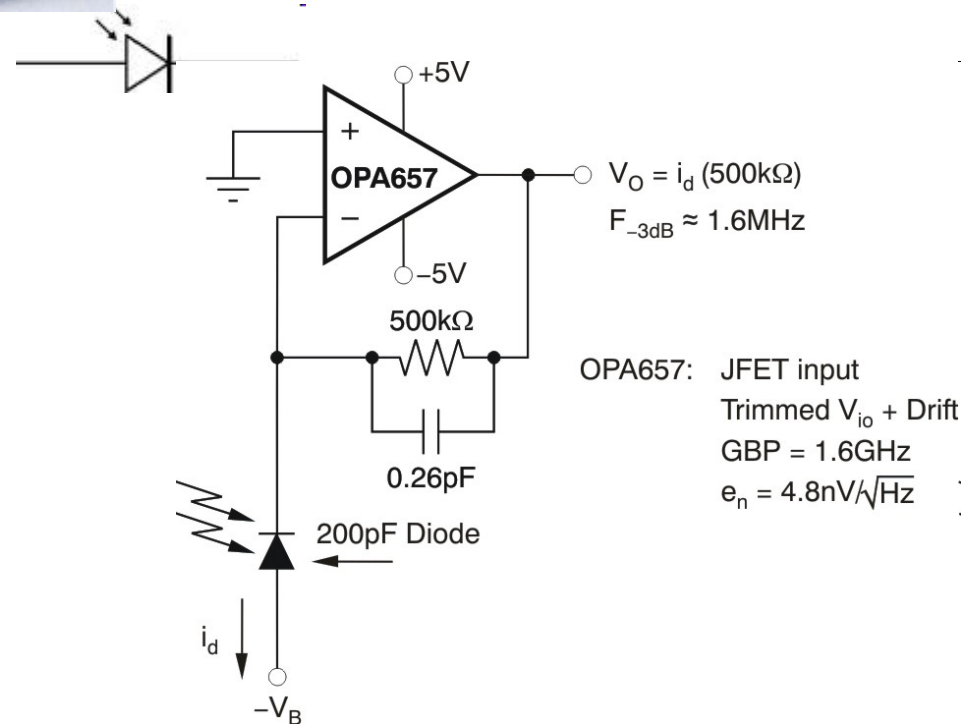 +5V
+
OPA657
−
−5V
V_O = i_d (500kΩ)
F_−3dB ≈ 1.6MHz
500kΩ
0.26pF
OPA657: JFET input
Trimmed V_io + Drift
GBP = 1.6GHz
e_n = 4.8nV/√Hz
200pF Diode
i_d
−V_B